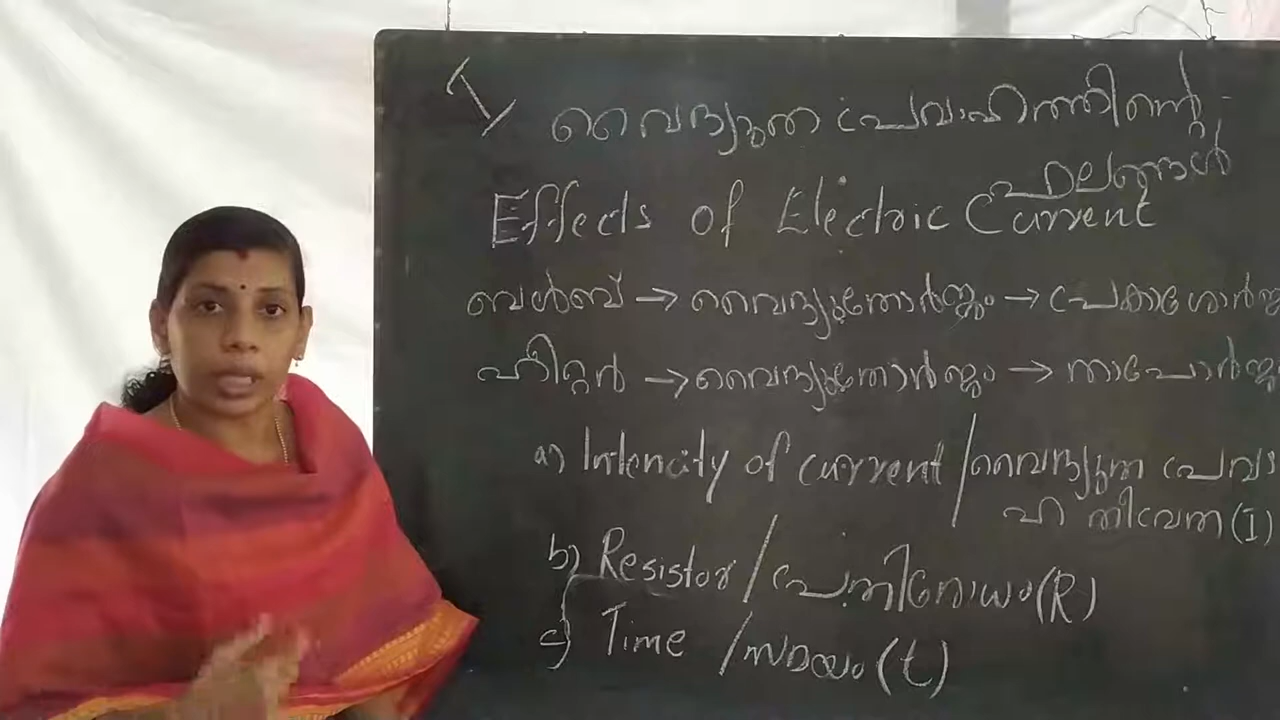 1) വൈദ്യുത പ്രവാഹത്തിന്റെ
ഫലങ്ങൾ
Effects of Electric Current
ബൾബ് → വൈദ്യുതോർജ്ജം → പ്രകാശോർജ
ഹീറ്റർ → വൈദ്യുതോർജ്ജം → താപോർജ്ജ
a) Intencity of current / വൈദ്യുത പ്രവാ
ഹ തീവ്രത (I)
b) Resistor / പ്രതിരോധം (R)
c) Time / സമയം (t)